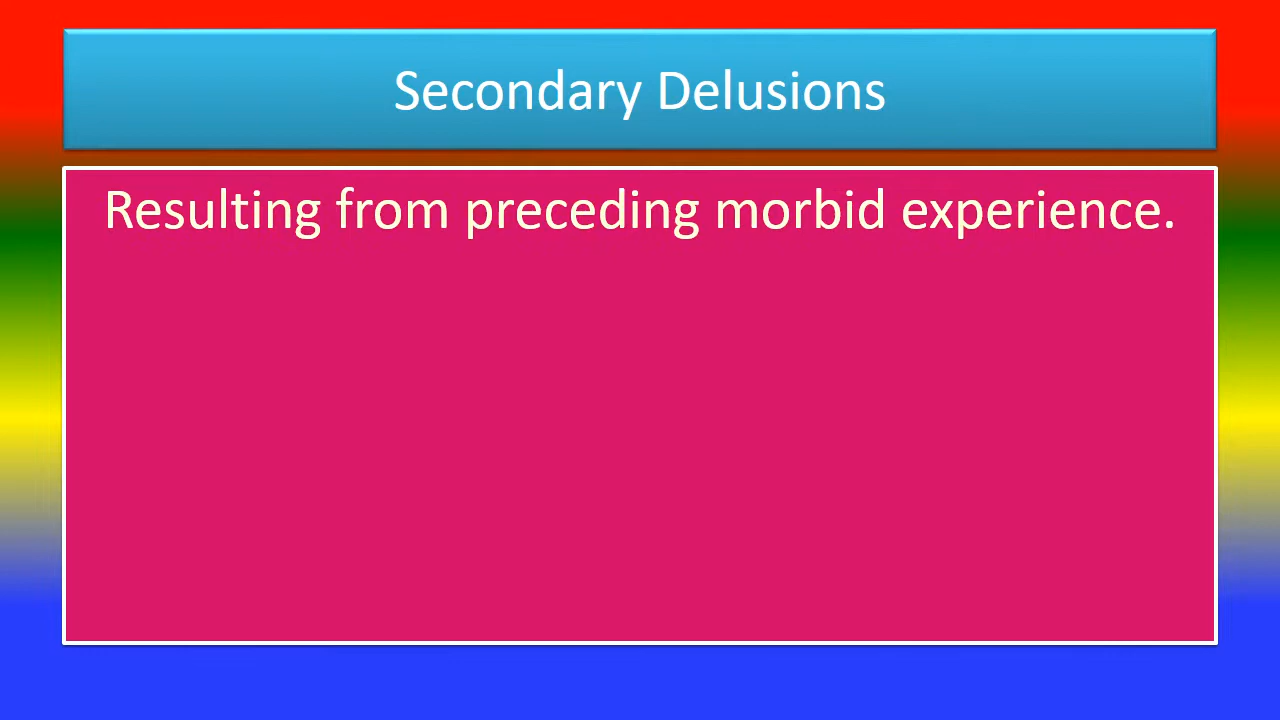 Secondary Delusions
Resulting from preceding morbid experience.